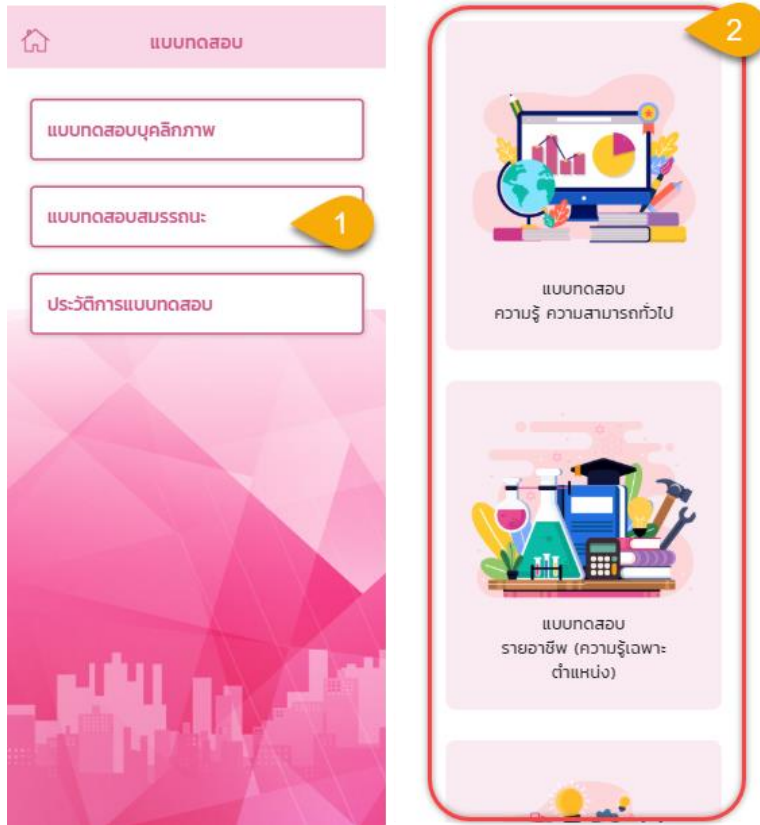 แบบทดสอบ
แบบทดสอบบุคลิกภาพ
แบบทดสอบสมรรถนะ
1
ประวัติการแบบทดสอบ
2
แบบทดสอบ
ความรู้ ความสามารถทั่วไป
แบบทดสอบ
รายอาชีพ (ความรู้เฉพาะ
ตำแหน่ง)